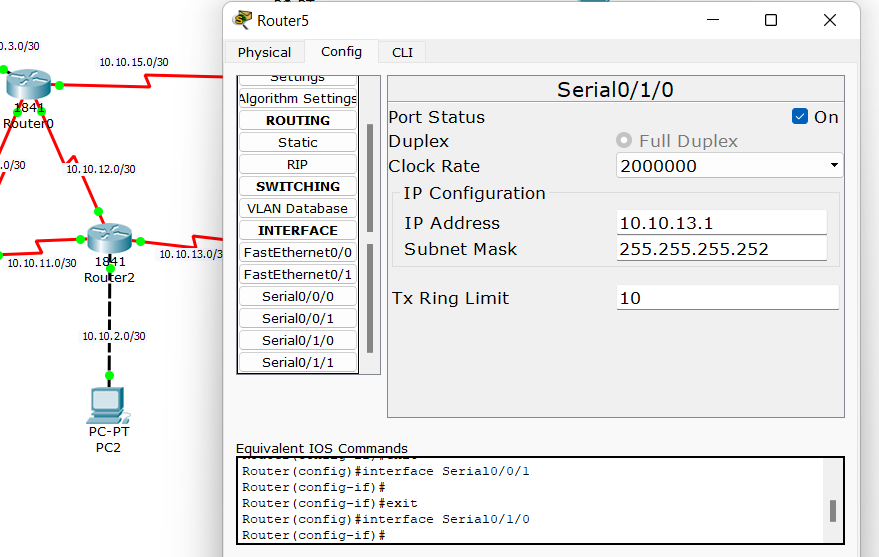 Router5
Physical
Config
CLI
Settings
Algorithm Settings
ROUTING
Static
RIP
SWITCHING
VLAN Database
INTERFACE
FastEthernet0/0
FastEthernet0/1
Serial0/0/0
Serial0/0/1
Serial0/1/0
Serial0/1/1
Serial0/1/0
Port Status
On
Duplex
Full Duplex
Clock Rate
2000000
IP Configuration
IP Address
10.10.13.1
Subnet Mask
255.255.255.252
Tx Ring Limit
10
Equivalent IOS Commands
Router(config-if)#exit
Router(config)#interface Serial0/0/1
Router(config-if)#
Router(config-if)#exit
Router(config)#interface Serial0/1/0
Router(config-if)#
0.3.0/30
10.10.15.0/30
1841
Router0
.0/30
10.10.12.0/30
10.10.11.0/30
1841
Router2
10.10.13.0/3
10.10.2.0/30
PC-PT
PC2